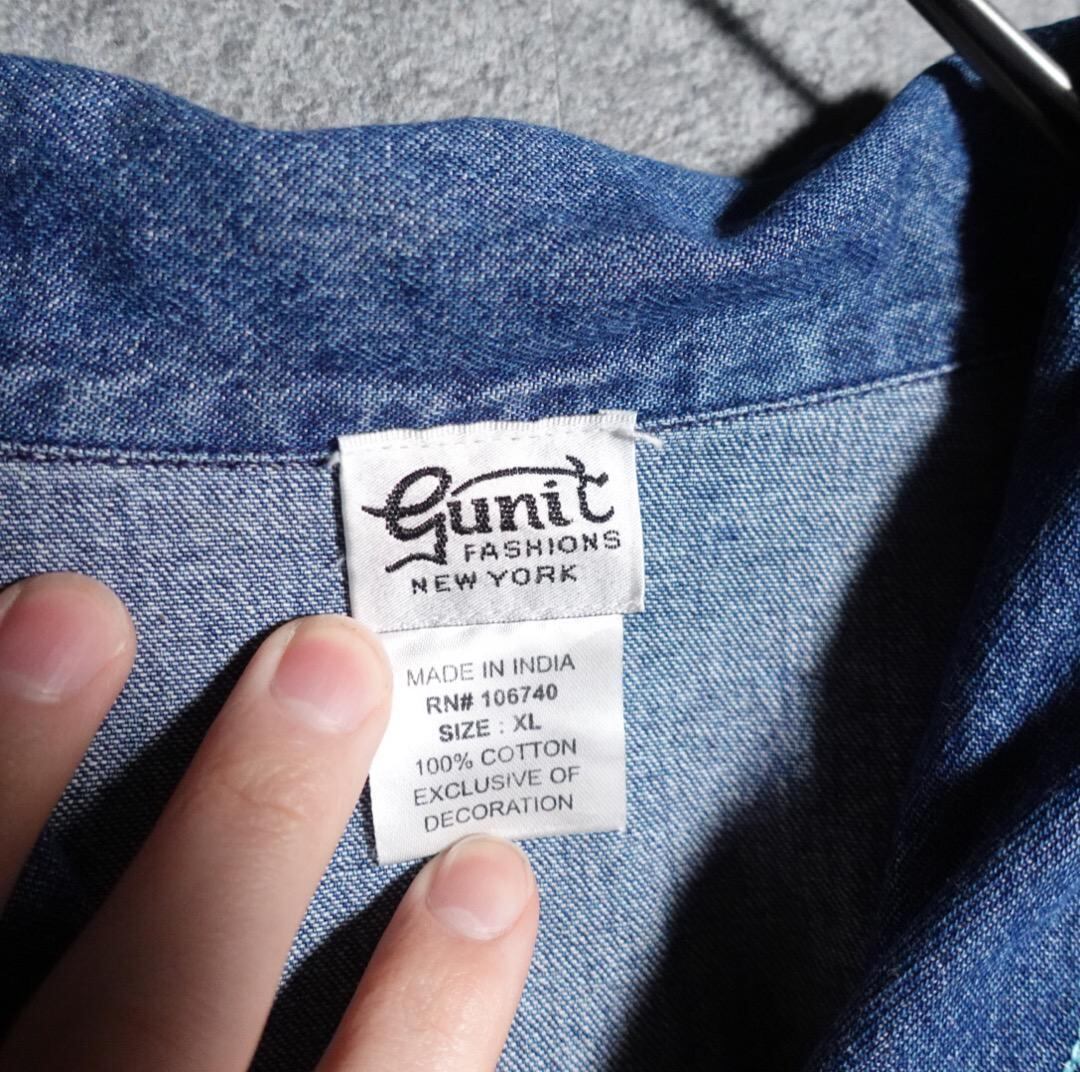 Gunit
FASHIONS
NEW YORK
MADE IN INDIA
RN# 106740
SIZE : XL
100% COTTON
EXCLUSIVE OF
DECORATION